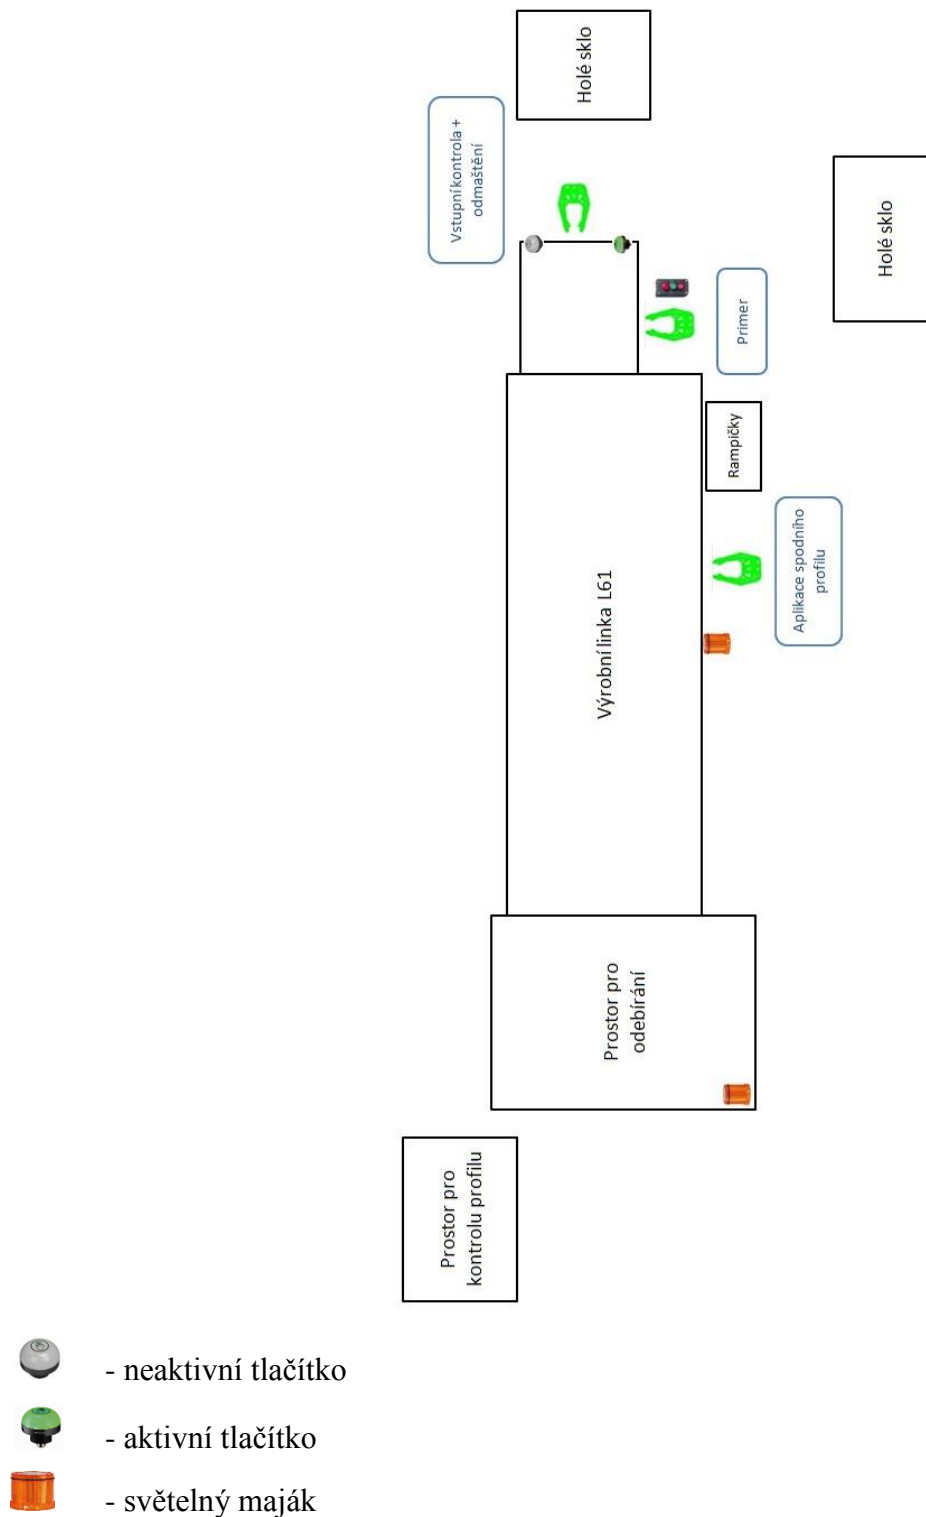 Holé sklo
Vstupní kontrola +
odmaštění
Holé sklo
Primer
Rampičky
Aplikace spodního
profilu
Výrobní linka L61
Prostor pro
odebírání
Prostor pro
kontrolu profilu
- neaktivní tlačítko
- aktivní tlačítko
- světelný maják